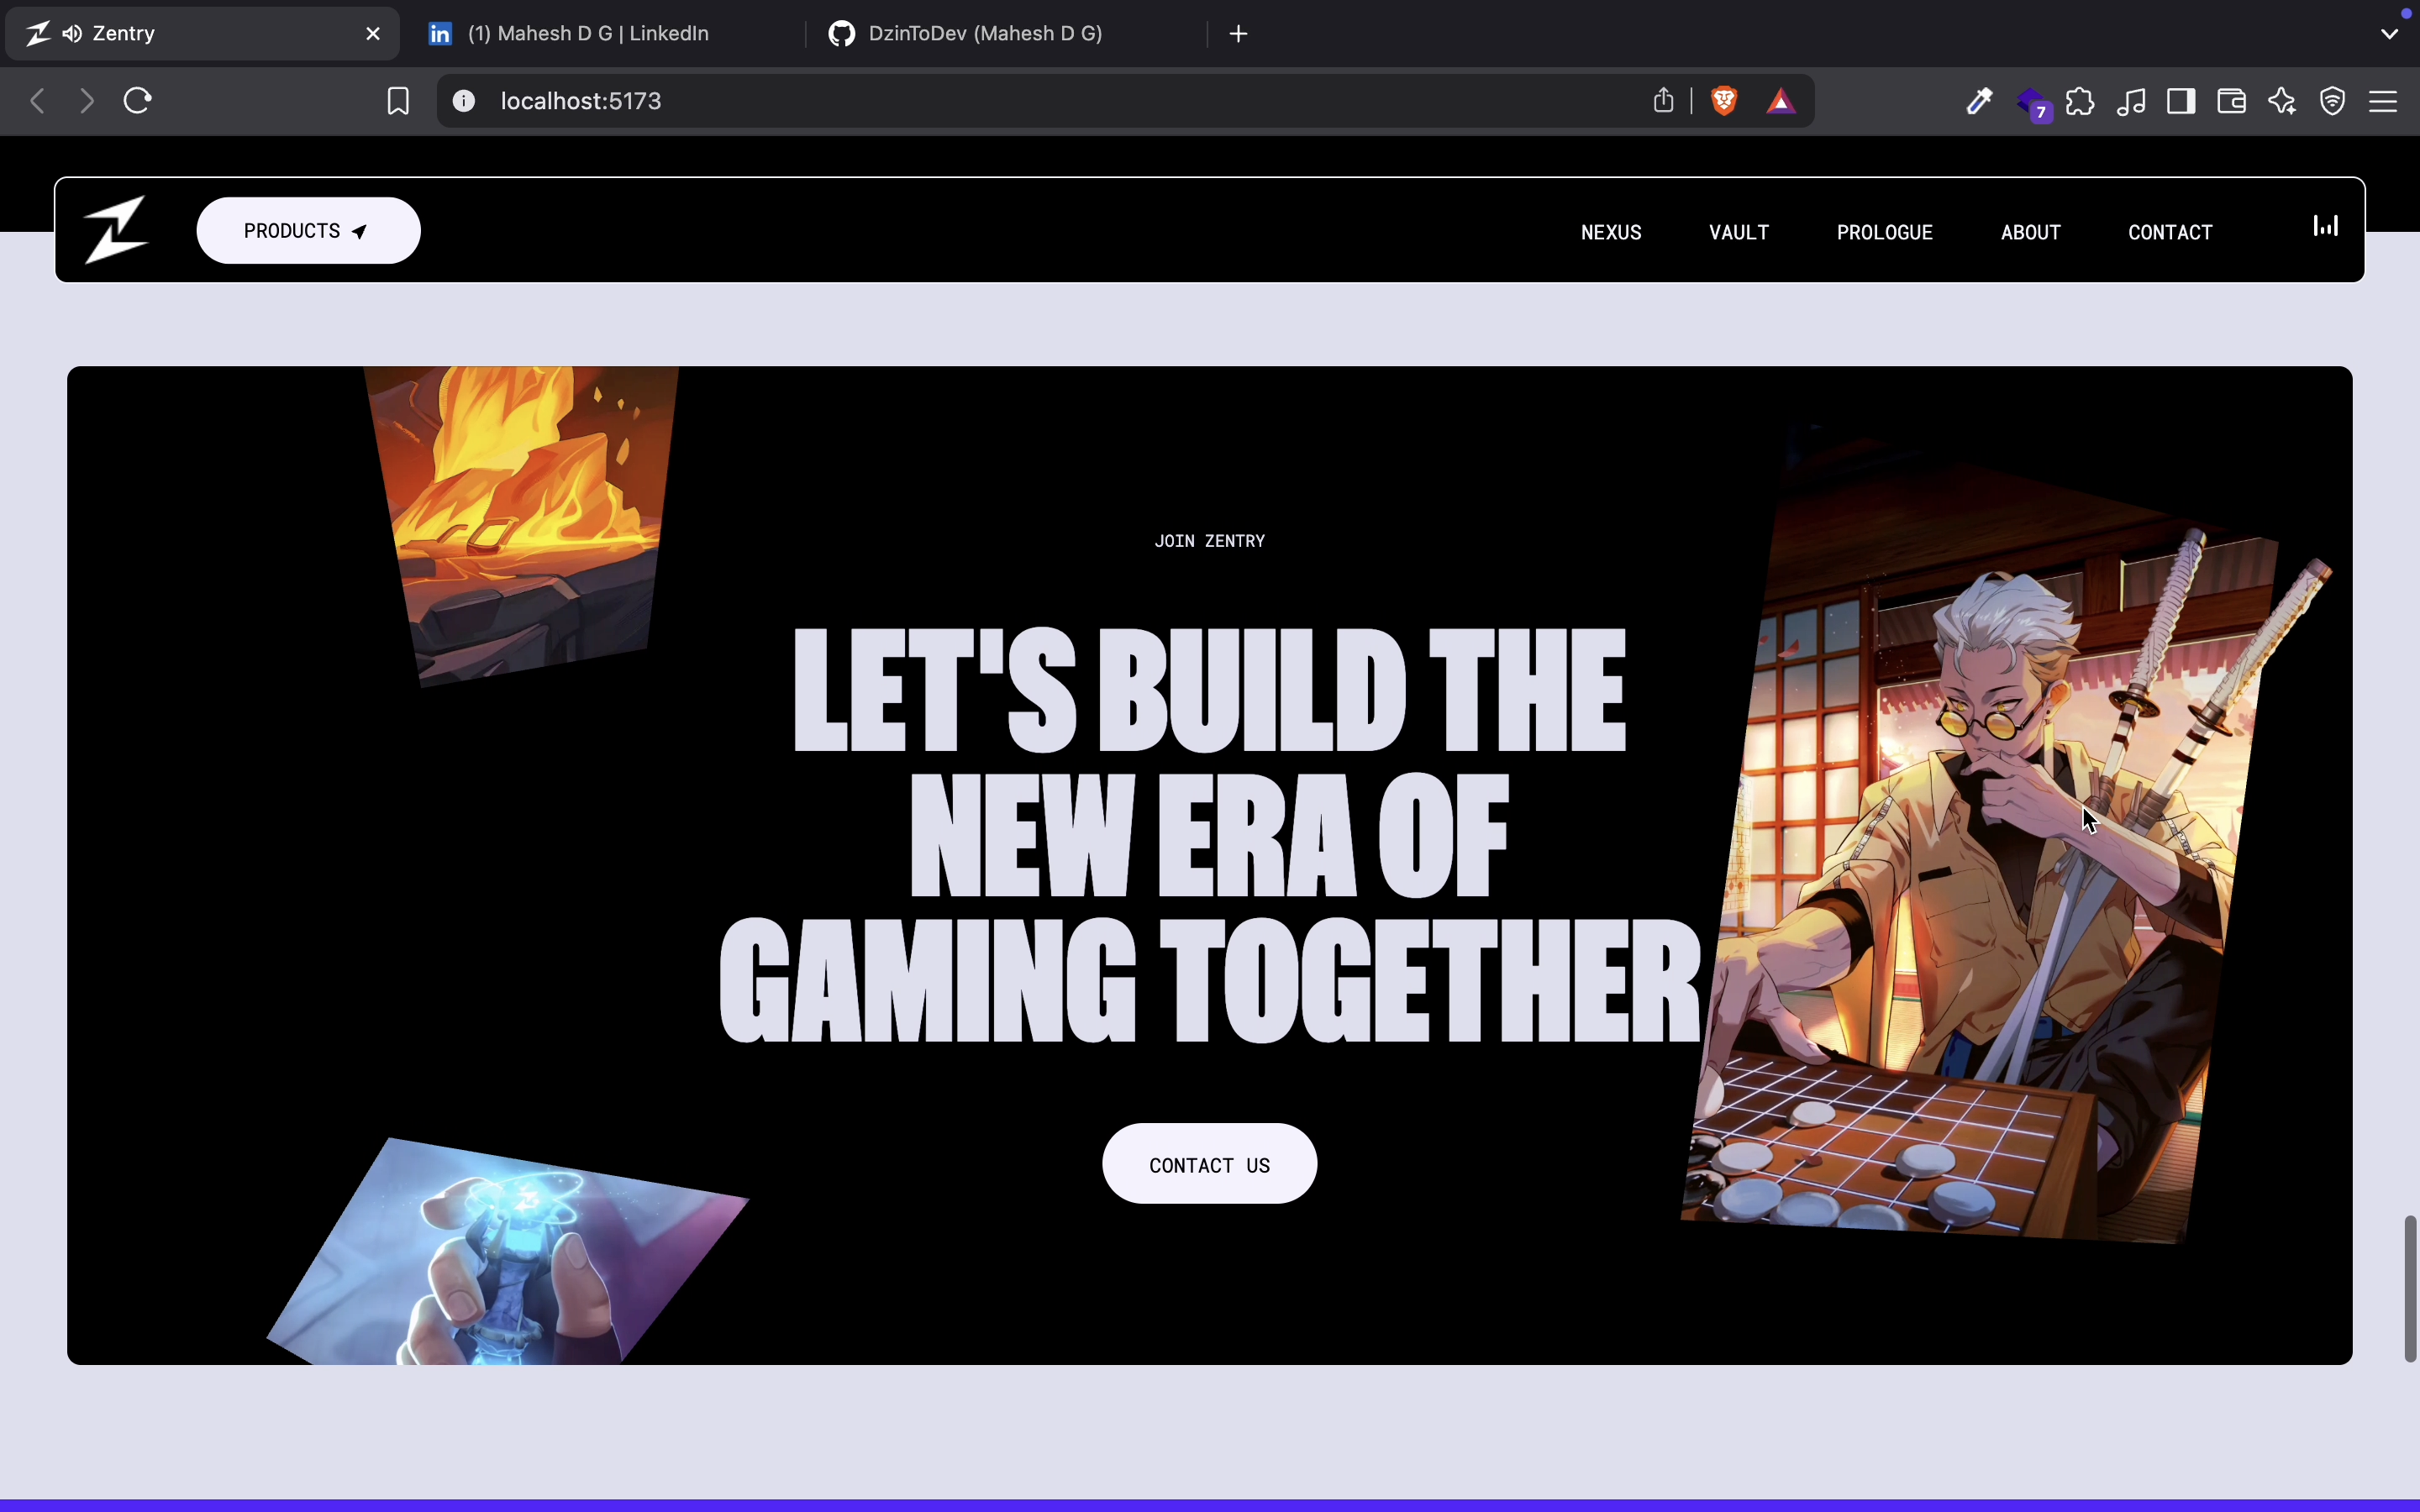 Zentry
(1) Mahesh D G | LinkedIn
DzinToDev (Mahesh D G)
localhost:5173
7
PRODUCTS
NEXUS
VAULT
PROLOGUE
ABOUT
CONTACT
JOIN ZENTRY
LET'S BUILD THE
NEW ERA OF
GAMING TOGETHER
CONTACT US